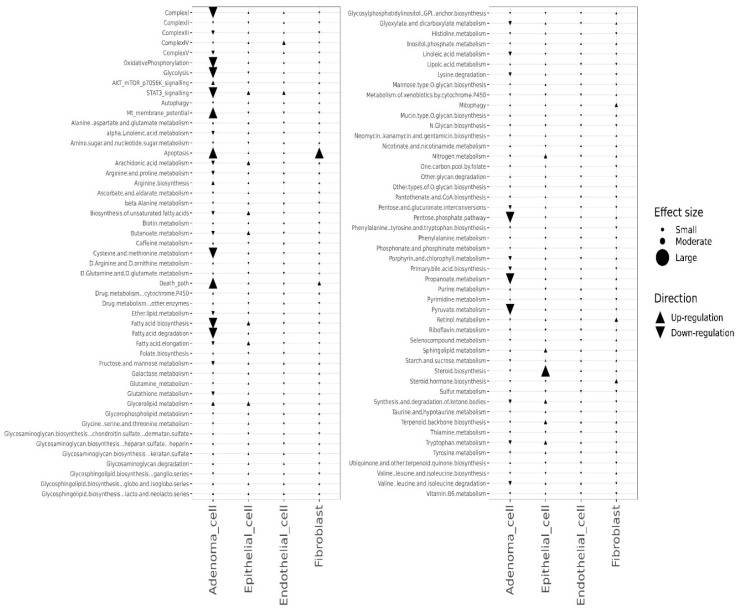 ComplexI
ComplexII
ComplexIII
ComplexIV
ComplexV
OxidativePhosphorylation
Glycolysis
AKT_mTOR_p70S6K_signalling
STAT3_signalling
Autophagy
Mt_membrane_potential
Alanine..aspartate.and.glutamate.metabolism
alpha.Linolenic.acid.metabolism
Amino.sugar.and.nucleotide.sugar.metabolism
Apoptosis
Arachidonic.acid.metabolism
Arginine.and.proline.metabolism
Arginine.biosynthesis
Ascorbate.and.aldarate.metabolism
beta.Alanine.metabolism
Biosynthesis.of.unsaturated.fatty.acids
Biotin.metabolism
Butanoate.metabolism
Caffeine.metabolism
Cysteine.and.methionine.metabolism
D.Arginine.and.D.ornithine.metabolism
D.Glutamine.and.D.glutamate.metabolism
Death_path
Drug.metabolism...cytochrome.P450
Drug.metabolism...other.enzymes
Ether.lipid.metabolism
Fatty.acid.biosynthesis
Fatty.acid.degradation
Fatty.acid.elongation
Folate.biosynthesis
Fructose.and.mannose.metabolism
Galactose.metabolism
Glutamine_metabolism
Glutathione.metabolism
Glycerolipid.metabolism
Glycerophospholipid.metabolism
Glycine..serine.and.threonine.metabolism
Glycosaminoglycan.biosynthesis...chondroitin.sulfate...dermatan.sulfate
Glycosaminoglycan.biosynthesis...heparan.sulfate...heparin
Glycosaminoglycan.biosynthesis...keratan.sulfate
Glycosaminoglycan.degradation
Glycosphingolipid.biosynthesis...ganglio.series
Glycosphingolipid.biosynthesis...globo.and.isoglobo.series
Glycosphingolipid.biosynthesis...lacto.and.neolacto.series
Adenoma_cell
Epithelial_cell
Endothelial_cell
Fibroblast
Glycosylphosphatidylinositol..GPI..anchor.biosynthesis
Glyoxylate.and.dicarboxylate.metabolism
Histidine.metabolism
Inositol.phosphate.metabolism
Linoleic.acid.metabolism
Lipoic.acid.metabolism
Lysine.degradation
Mannose.type.O.glycan.biosynthesis
Metabolism.of.xenobiotics.by.cytochrome.P450
Mitophagy
Mucin.type.O.glycan.biosynthesis
N.Glycan.biosynthesis
Neomycin..kanamycin.and.gentamicin.biosynthesis
Nicotinate.and.nicotinamide.metabolism
Nitrogen.metabolism
One.carbon.pool.by.folate
Other.glycan.degradation
Other.types.of.O.glycan.biosynthesis
Pantothenate.and.CoA.biosynthesis
Pentose.and.glucuronate.interconversions
Pentose.phosphate.pathway
Phenylalanine..tyrosine.and.tryptophan.biosynthesis
Phenylalanine.metabolism
Phosphonate.and.phosphinate.metabolism
Porphyrin.and.chlorophyll.metabolism
Primary.bile.acid.biosynthesis
Propanoate.metabolism
Purine.metabolism
Pyrimidine.metabolism
Pyruvate.metabolism
Retinol.metabolism
Riboflavin.metabolism
Selenocompound.metabolism
Sphingolipid.metabolism
Starch.and.sucrose.metabolism
Steroid.biosynthesis
Steroid.hormone.biosynthesis
Sulfur.metabolism
Synthesis.and.degradation.of.ketone.bodies
Taurine.and.hypotaurine.metabolism
Terpenoid.backbone.biosynthesis
Thiamine.metabolism
Tryptophan.metabolism
Tyrosine.metabolism
Ubiquinone.and.other.terpenoid.quinone.biosynthesis
Valine..leucine.and.isoleucine.biosynthesis
Valine..leucine.and.isoleucine.degradation
Vitamin.B6.metabolism
Adenoma_cell
Epithelial_cell
Endothelial_cell
Fibroblast
Effect size
Small
Moderate
Large
Direction
Up-regulation
Down-regulation